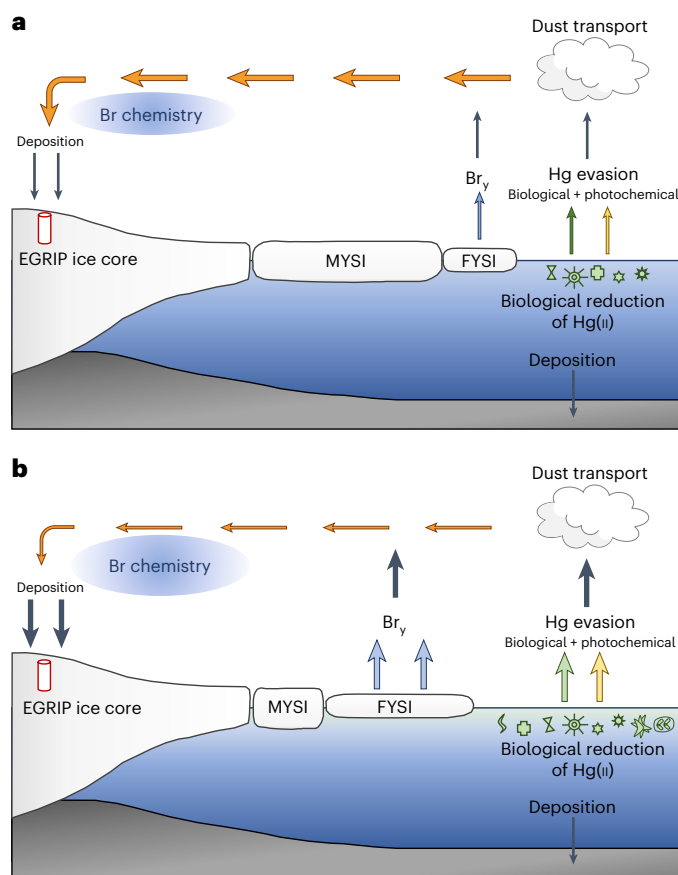 a
Dust transport
Br chemistry
Deposition
Bry
Hg evasion
Biological + photochemical
EGRIP ice core
MYSI
FYSI
Biological reduction
of Hg(II)
Deposition
b
Dust transport
Br chemistry
Deposition
Bry
Hg evasion
Biological + photochemical
EGRIP ice core
MYSI
FYSI
Biological reduction
of Hg(II)
Deposition